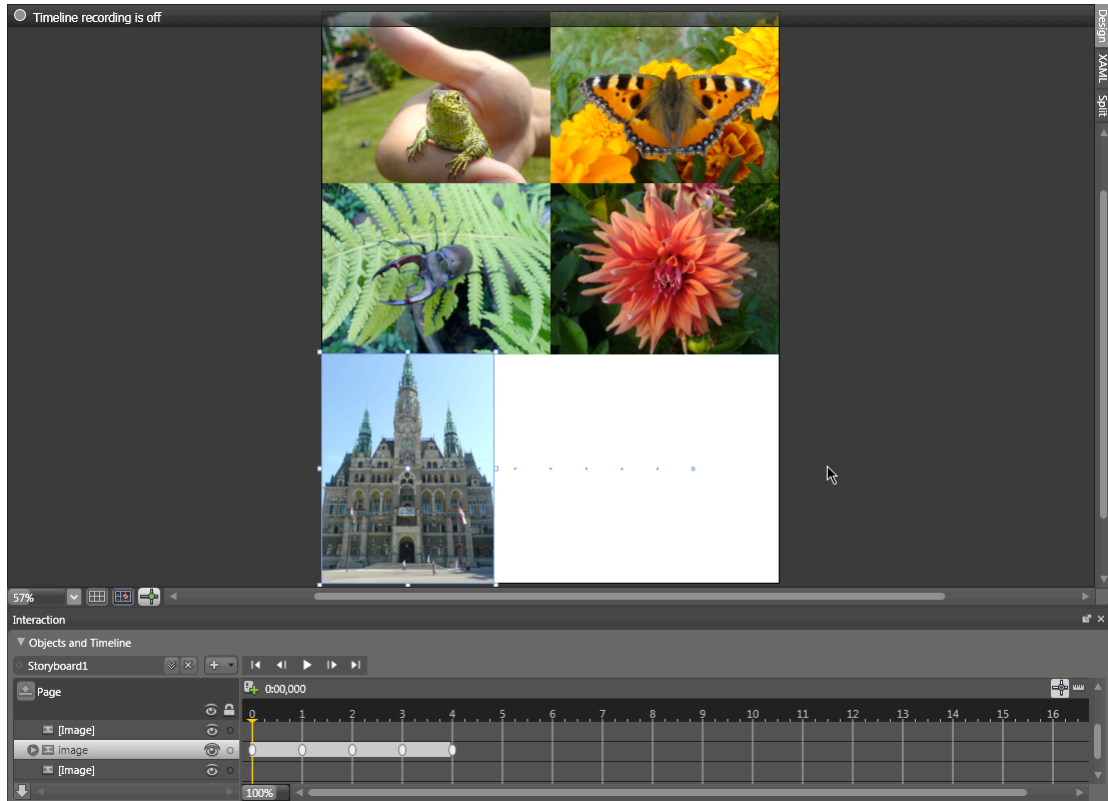 Timeline recording is off
Design
XAML
Split
57%
Interaction
Objects and Timeline
Storyboard1
Page
0:00,000
0 1 2 3 4 5 6 7 8 9 10 11 12 13 14 15 16
[Image]
image
[Image]
100%